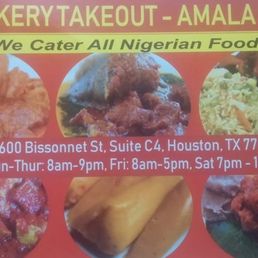 KERY TAKEOUT - AMALA
We Cater All Nigerian Food
600 Bissonnet St, Suite C4, Houston, TX 77
n-Thur: 8am-9pm, Fri: 8am-5pm, Sat 7pm - 1